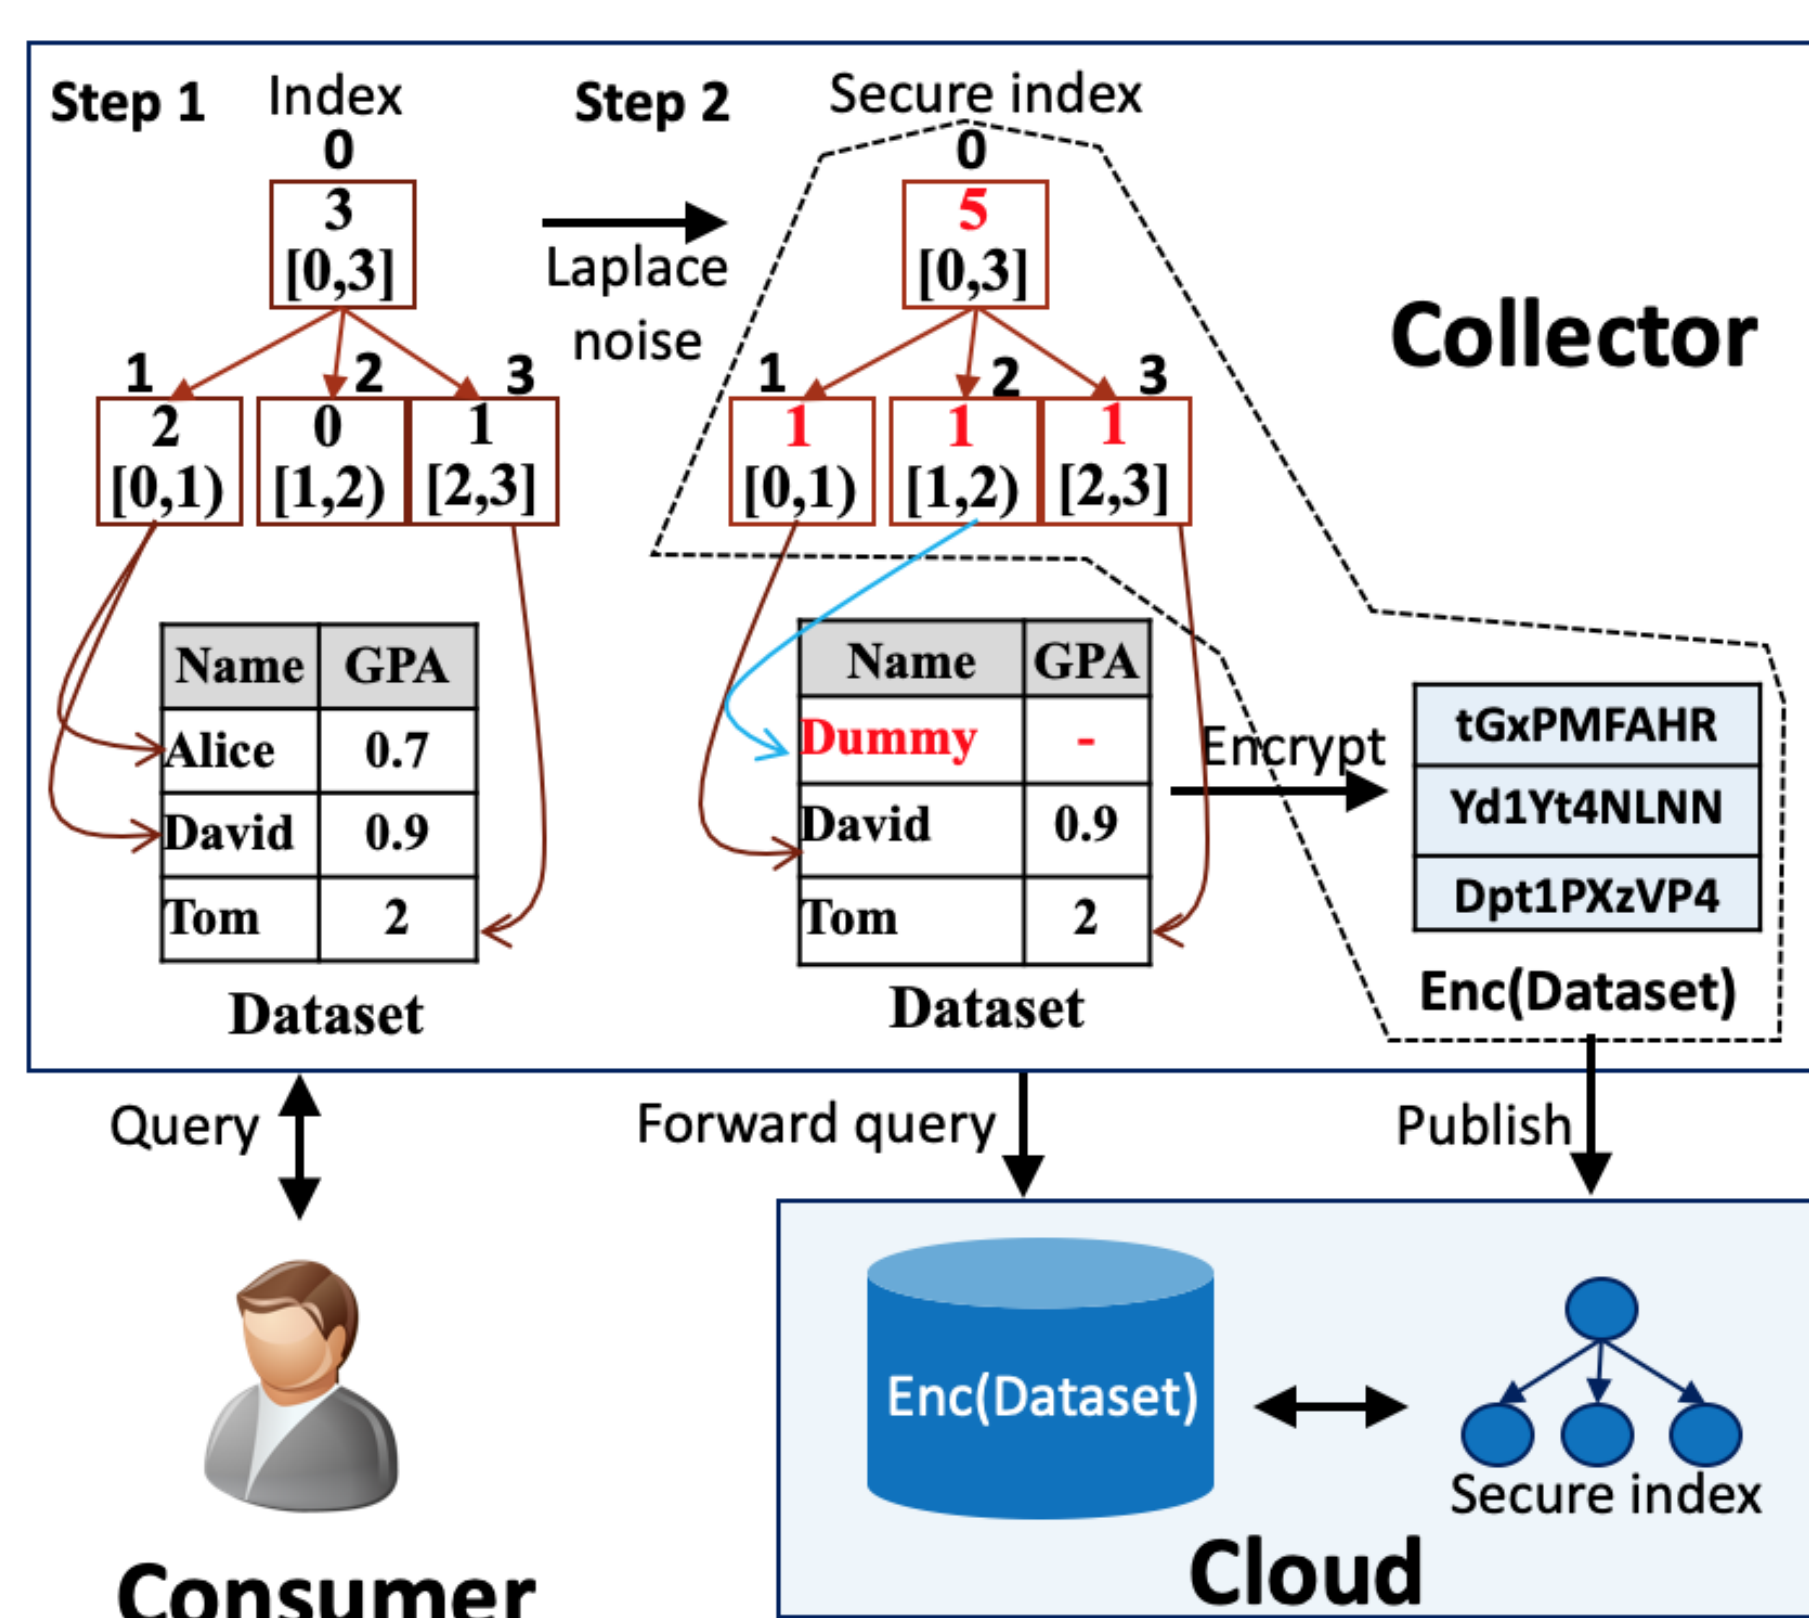 Step 1
Index
0
3
[0,3]
1
2
3
2
[0,1)
0
[1,2)
1
[2,3]
Name GPA
Alice 0.7
David 0.9
Tom 2
Dataset
Laplace
noise
Step 2
Secure index
0
5
[0,3]
1
2
3
1
[0,1)
1
[1,2)
1
[2,3]
Name GPA
Dummy -
David 0.9
Tom 2
Dataset
Encrypt
Collector
tGxPMFAHR
Yd1Yt4NLNN
Dpt1PXzVP4
Enc(Dataset)
Query
Forward query
Publish
Consumer
Enc(Dataset)
Secure index
Cloud